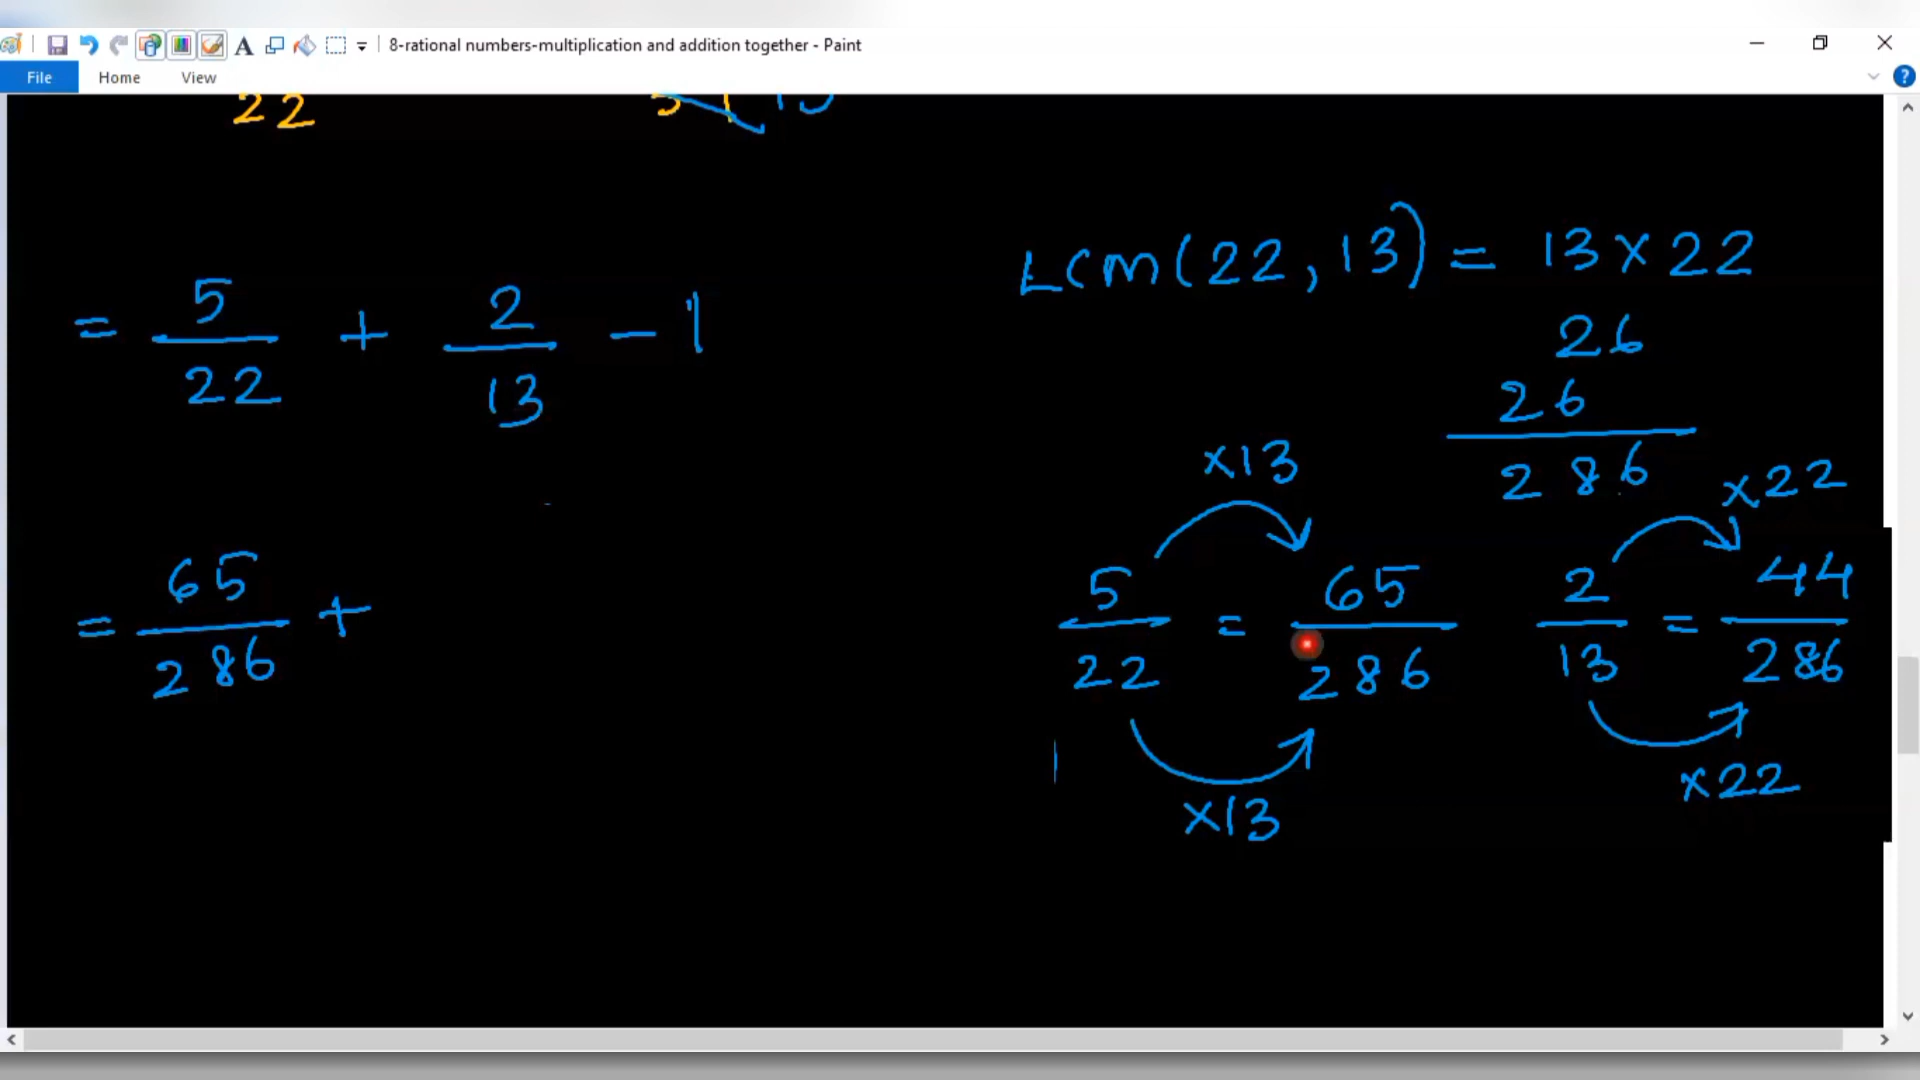 8-rational numbers-multiplication and addition together - Paint
File Home View
22
LCM(22,13) = 13×22
= 5/22 + 2/13 - 1
26
26
286
×13 ×22
5/22 = 65/286 2/13 = 44/286
= 65/286 +
×13 ×22